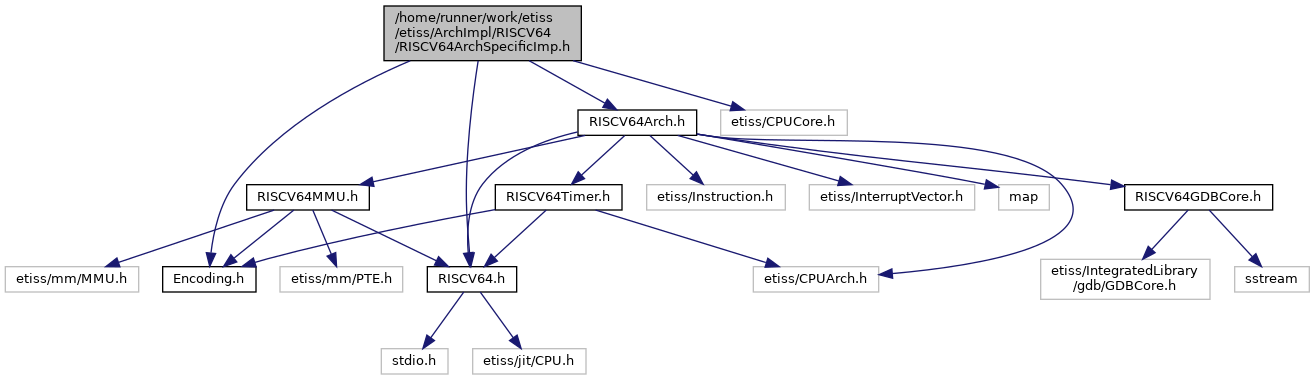 /home/runner/work/etiss
/etiss/ArchImpl/RISCV64
/RISCV64ArchSpecificImp.h
RISCV64Arch.h
etiss/CPUCore.h
RISCV64MMU.h
RISCV64Timer.h
etiss/Instruction.h
etiss/InterruptVector.h
map
RISCV64GDBCore.h
etiss/mm/MMU.h
Encoding.h
etiss/mm/PTE.h
RISCV64.h
etiss/CPUArch.h
etiss/IntegratedLibrary
/gdb/GDBCore.h
sstream
stdio.h
etiss/jit/CPU.h